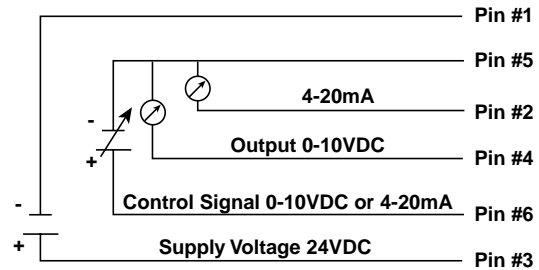 Pin #1
Pin #5
4-20mA
Pin #2
-
Output 0-10VDC
Pin #4
+
Control Signal 0-10VDC or 4-20mA
Pin #6
-
+
Supply Voltage 24VDC
Pin #3